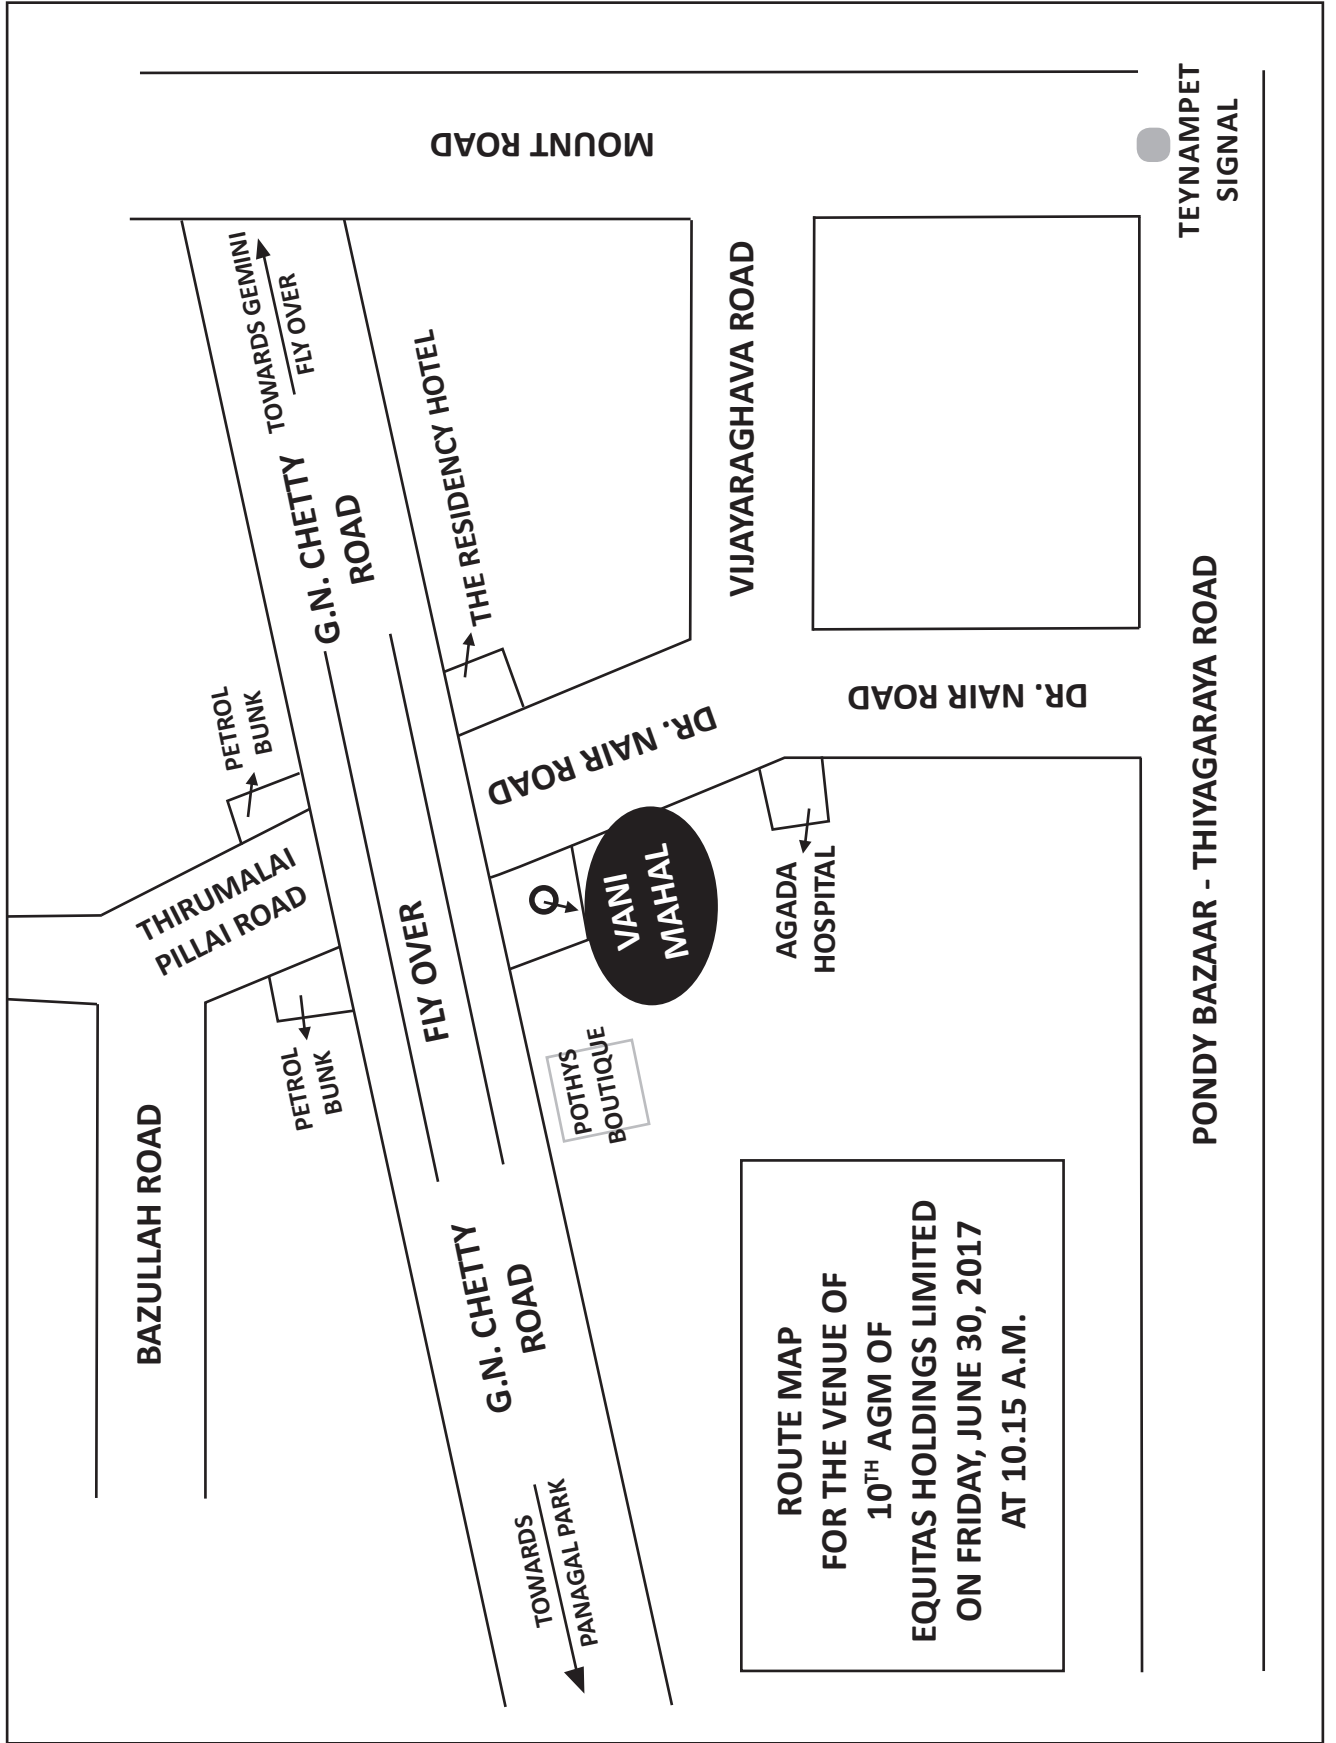 BAZULLAH ROAD
THIRUMALAI
PILLAI ROAD
PETROL
BUNK
PETROL
BUNK
G.N. CHETTY
ROAD
TOWARDS GEMINI
FLY OVER
MOUNT ROAD
TOWARDS
PANAGAL PARK
G.N. CHETTY
ROAD
FLY OVER
THE RESIDENCY HOTEL
POTHYS
BOUTIQUE
VANI
MAHAL
DR. NAIR ROAD
VIJAYARAGHAVA ROAD
AGADA
HOSPITAL
DR. NAIR ROAD
ROUTE MAP
FOR THE VENUE OF
10TH AGM OF
EQUITAS HOLDINGS LIMITED
ON FRIDAY, JUNE 30, 2017
AT 10.15 A.M.
PONDY BAZAAR - THIYAGARAYA ROAD
TEYNAMPET
SIGNAL